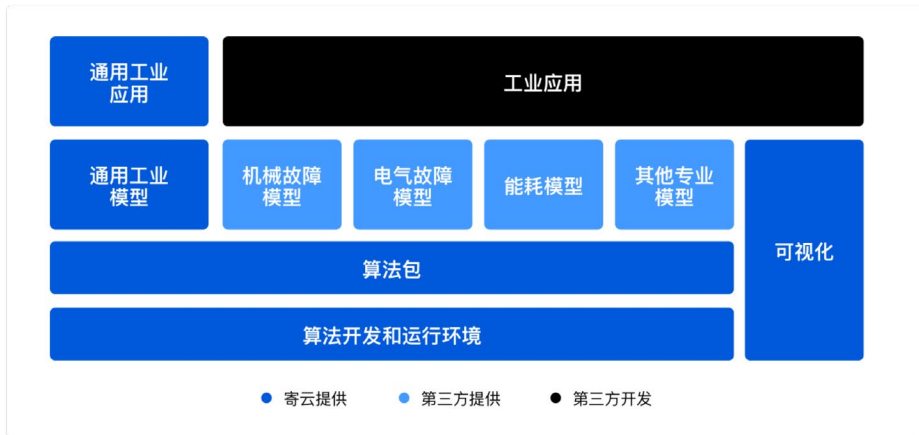 通用工业
应用
工业应用
通用工业
模型
机械故障
模型
电气故障
模型
能耗模型
其他专业
模型
可视化
算法包
算法开发和运行环境
寄云提供
第三方提供
第三方开发